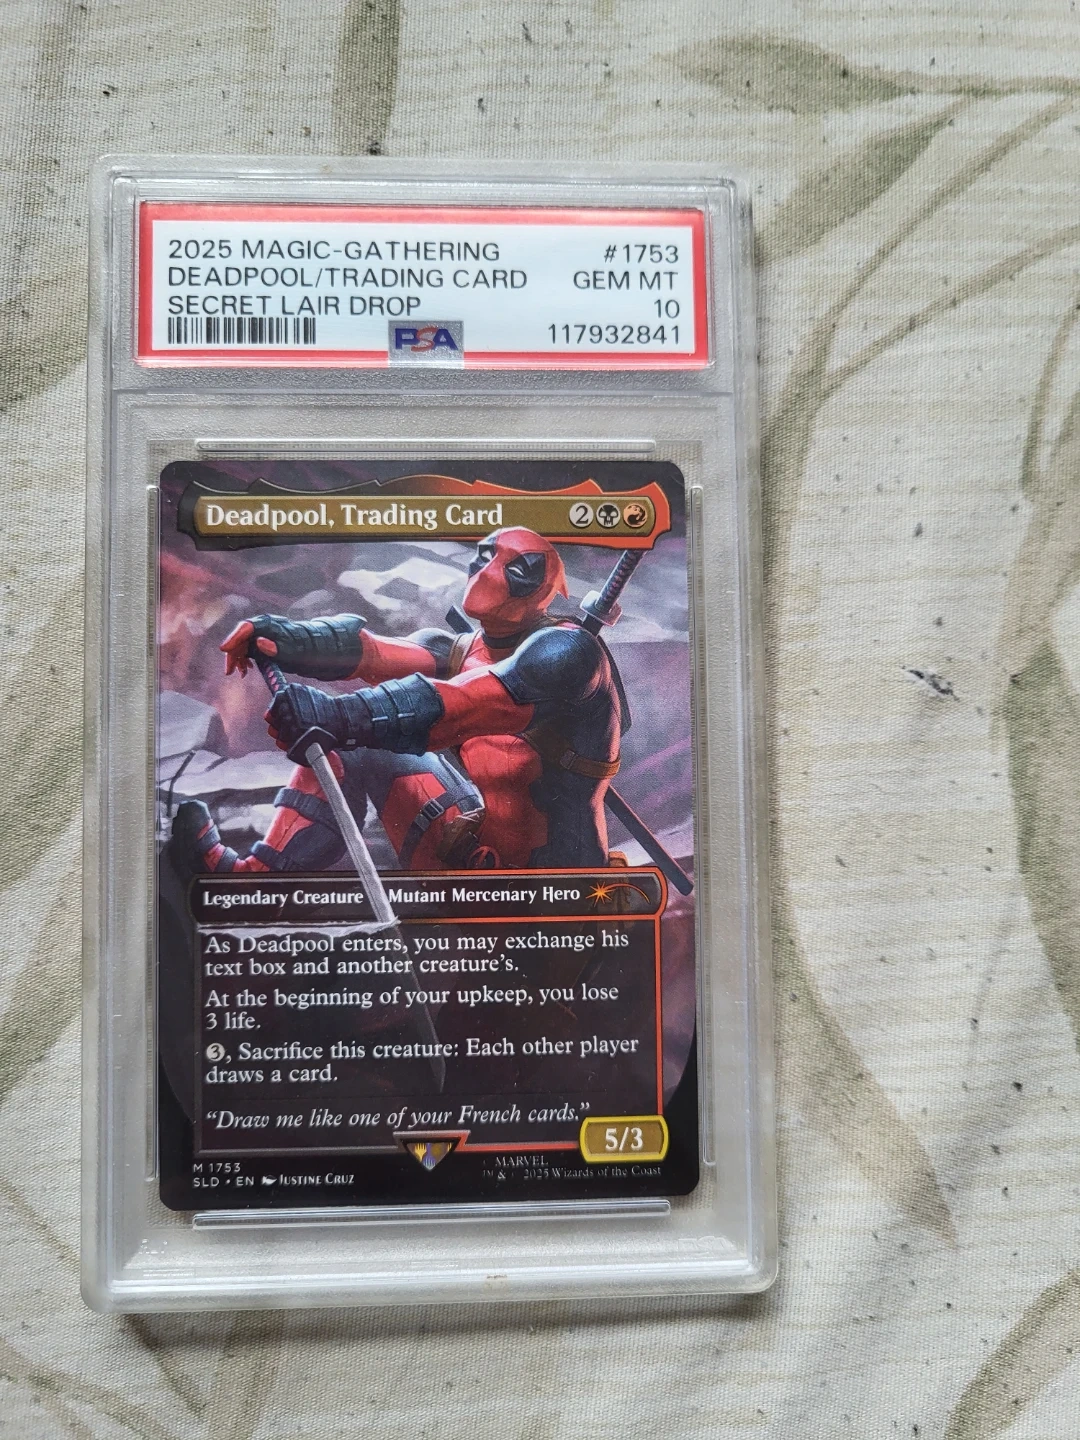 2025 MAGIC-GATHERING #1753
DEADPOOL/TRADING CARD GEM MT
SECRET LAIR DROP 10
PSA 117932841
Deadpool, Trading Card 2
Legendary Creature Mutant Mercenary Hero
As Deadpool enters, you may exchange his
text box and another creature's.
At the beginning of your upkeep, you lose
3 life.
3, Sacrifice this creature: Each other player
draws a card.
"Draw me like one of your French cards."
5/3
M 1753 MARVEL
SLD • EN JUSTINE CRUZ ™ & 2025 Wizards of the Coast